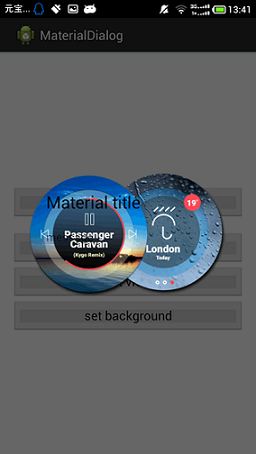 元宝...
13:41
MaterialDialog
Material title
19°
Passenger
Caravan
(Kygo Remix)
London
Today
set background